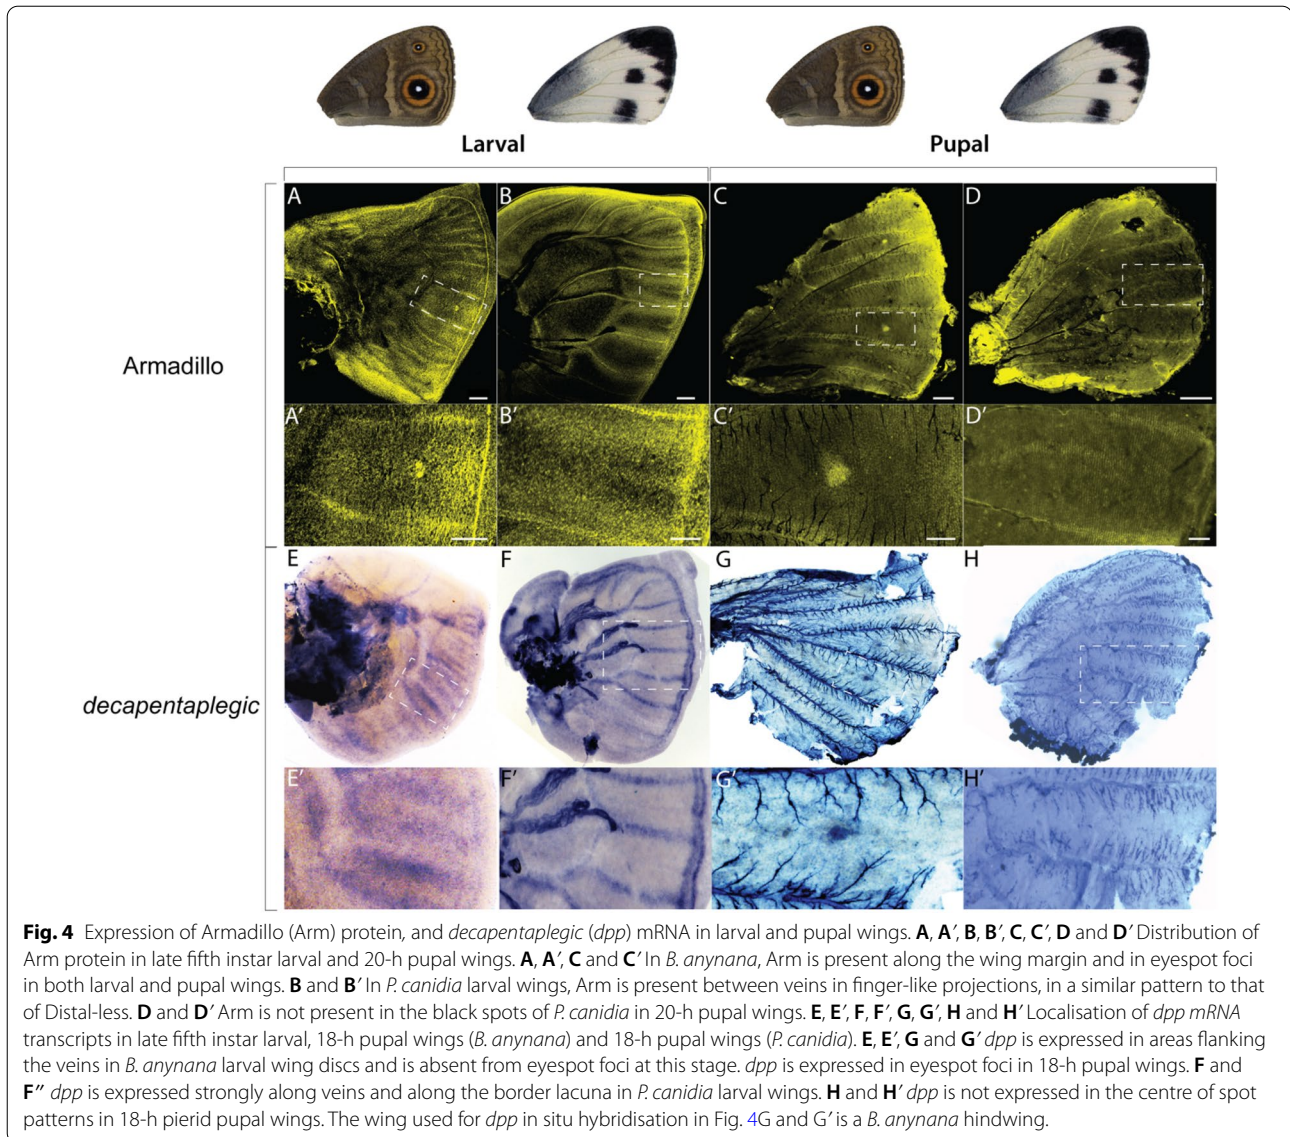 Larval
Pupal
A
B
C
D
Armadillo
A′
B′
C′
D′
E
F
G
H
decapentaplegic
E′
F′
G′
H′
Fig. 4 Expression of Armadillo (Arm) protein, and decapentaplegic (dpp) mRNA in larval and pupal wings. A, A′, B, B′, C, C′, D and D′ Distribution of
Arm protein in late fifth instar larval and 20-h pupal wings. A, A′, C and C′ In B. anynana, Arm is present along the wing margin and in eyespot foci
in both larval and pupal wings. B and B′ In P. canidia larval wings, Arm is present between veins in finger-like projections, in a similar pattern to that
of Distal-less. D and D′ Arm is not present in the black spots of P. canidia in 20-h pupal wings. E, E′, F, F′, G, G′, H and H′ Localisation of dpp mRNA
transcripts in late fifth instar larval, 18-h pupal wings (B. anynana) and 18-h pupal wings (P. canidia). E, E′, G and G′ dpp is expressed in areas flanking
the veins in B. anynana larval wing discs and is absent from eyespot foci at this stage. dpp is expressed in eyespot foci in 18-h pupal wings. F and
F″ dpp is expressed strongly along veins and along the border lacuna in P. canidia larval wings. H and H′ dpp is not expressed in the centre of spot
patterns in 18-h pierid pupal wings. The wing used for dpp in situ hybridisation in Fig. 4G and G′ is a B. anynana hindwing.